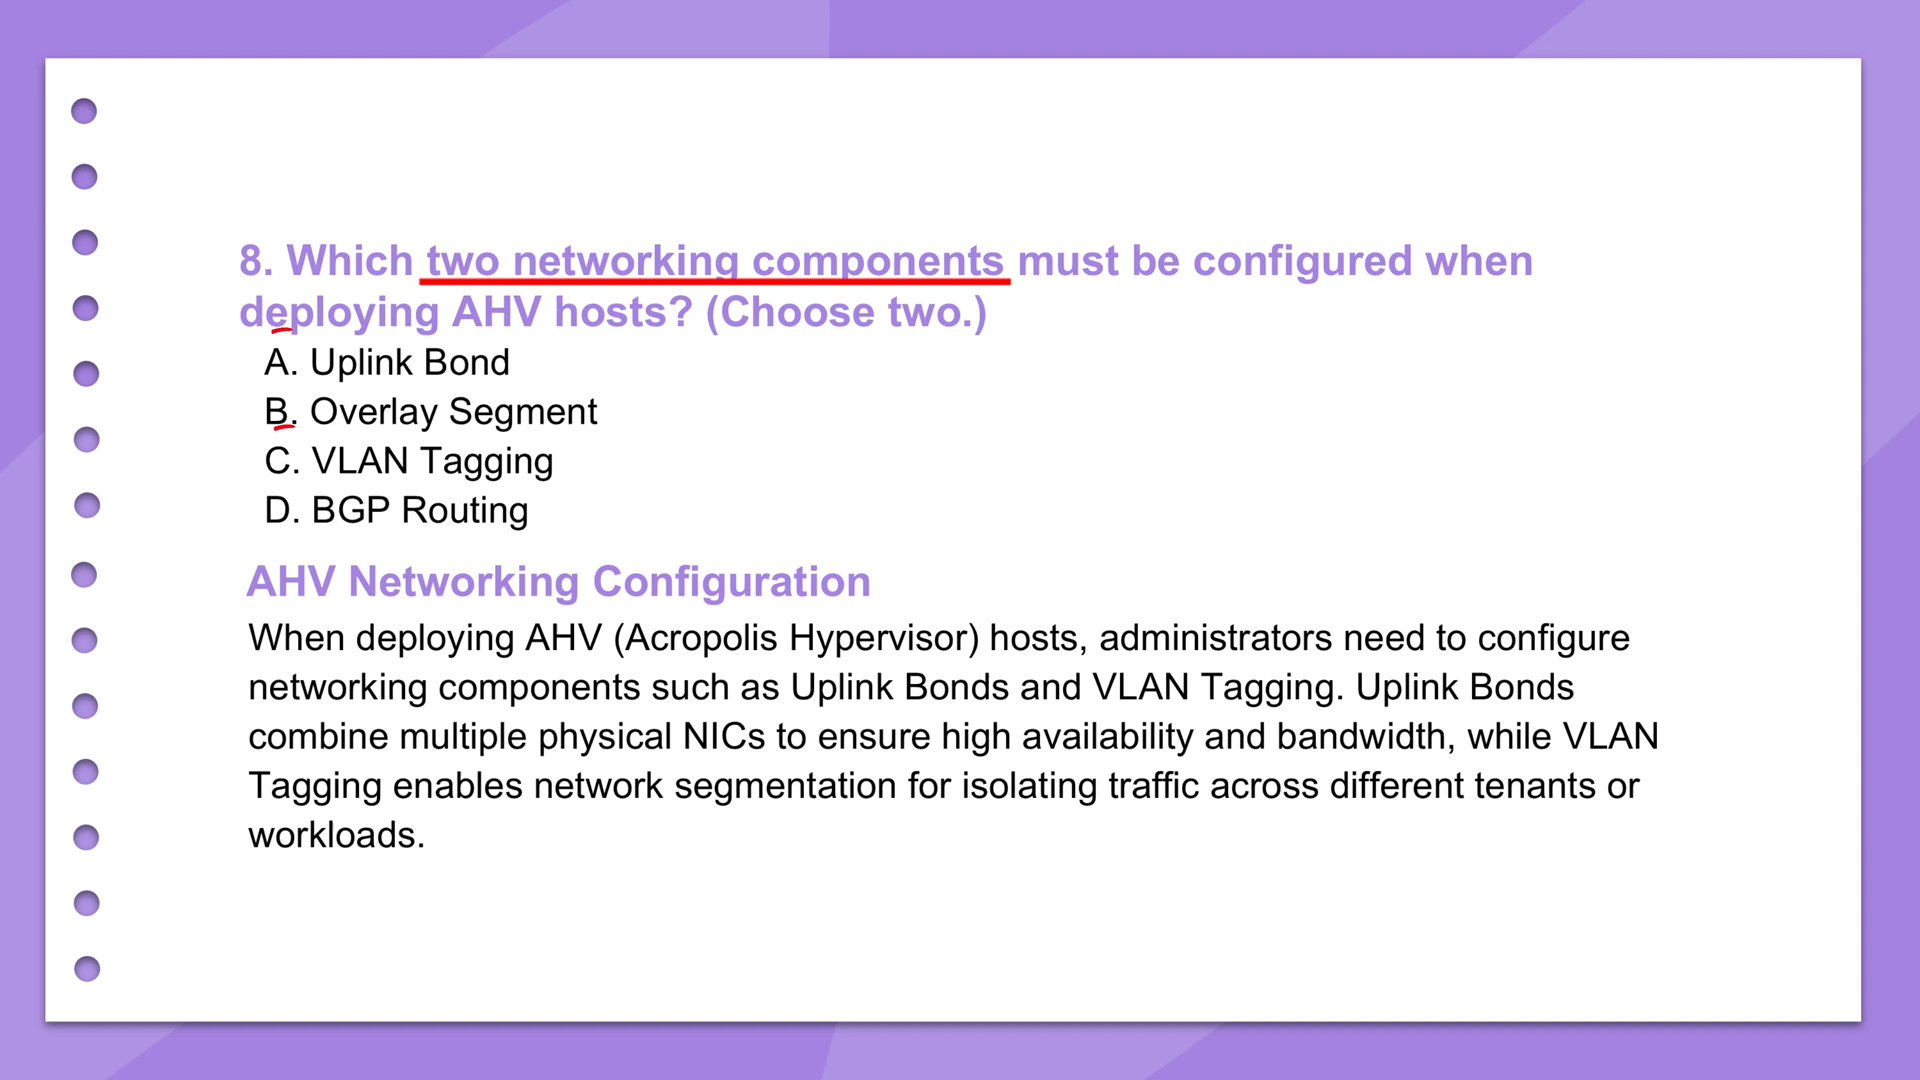 8. Which two networking components must be configured when
deploying AHV hosts? (Choose two.)
A. Uplink Bond
B. Overlay Segment
C. VLAN Tagging
D. BGP Routing
AHV Networking Configuration
When deploying AHV (Acropolis Hypervisor) hosts, administrators need to configure
networking components such as Uplink Bonds and VLAN Tagging. Uplink Bonds
combine multiple physical NICs to ensure high availability and bandwidth, while VLAN
Tagging enables network segmentation for isolating traffic across different tenants or
workloads.